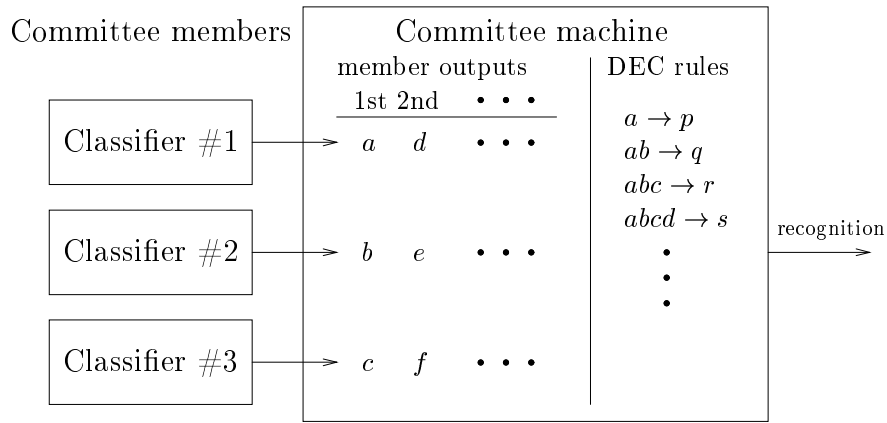 Committee members
Committee machine
member outputs
DEC rules
1st 2nd • • •
Classifier #1
a d • • •
a → p
ab → q
abc → r
abcd → s
Classifier #2
b e • • •
recognition
Classifier #3
c f • • •